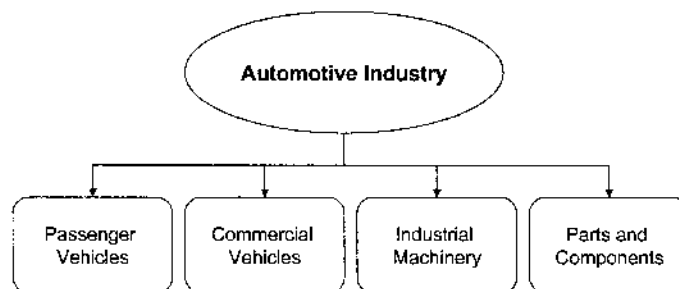 Automotive Industry
Passenger
Vehicles
Commercial
Vehicles
Industrial
Machinery
Parts and
Components